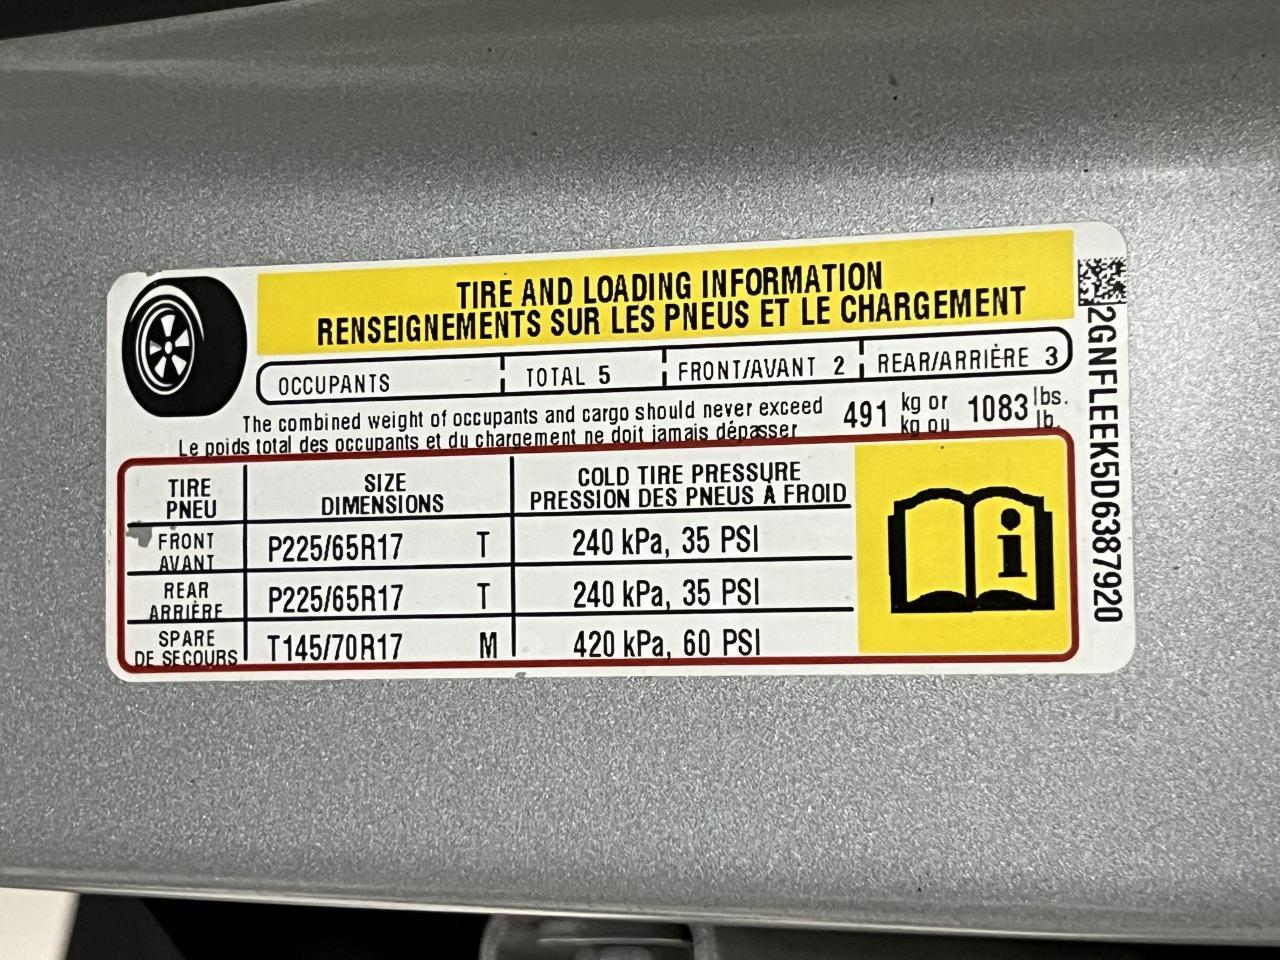 TIRE AND LOADING INFORMATION
RENSEIGNEMENTS SUR LES PNEUS ET LE CHARGEMENT
OCCUPANTS TOTAL 5 FRONT/AVANT 2 REAR/ARRIÈRE 3
The combined weight of occupants and cargo should never exceed 491 kg or 1083 lbs.
Le poids total des occupants et du chargement ne doit jamais dépasser kg ou lb.
TIRE SIZE COLD TIRE PRESSURE
PNEU DIMENSIONS PRESSION DES PNEUS À FROID
FRONT
AVANT P225/65R17 T 240 kPa, 35 PSI
REAR
ARRIÈRE P225/65R17 T 240 kPa, 35 PSI
SPARE
DE SECOURS T145/70R17 M 420 kPa, 60 PSI
i
2GNFLEEK5D6387920